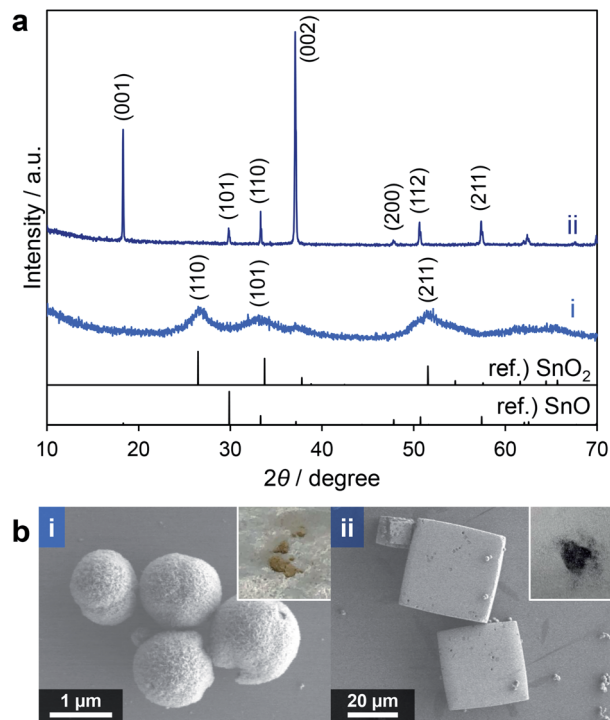 a
Intensity / a.u.
(001)
(101)
(110)
(002)
(200)
(112)
(211)
ii
(110)
(101)
(211)
i
ref.) SnO₂
ref.) SnO
10 20 30 40 50 60 70
2θ / degree
b
i
1 µm
ii
20 µm